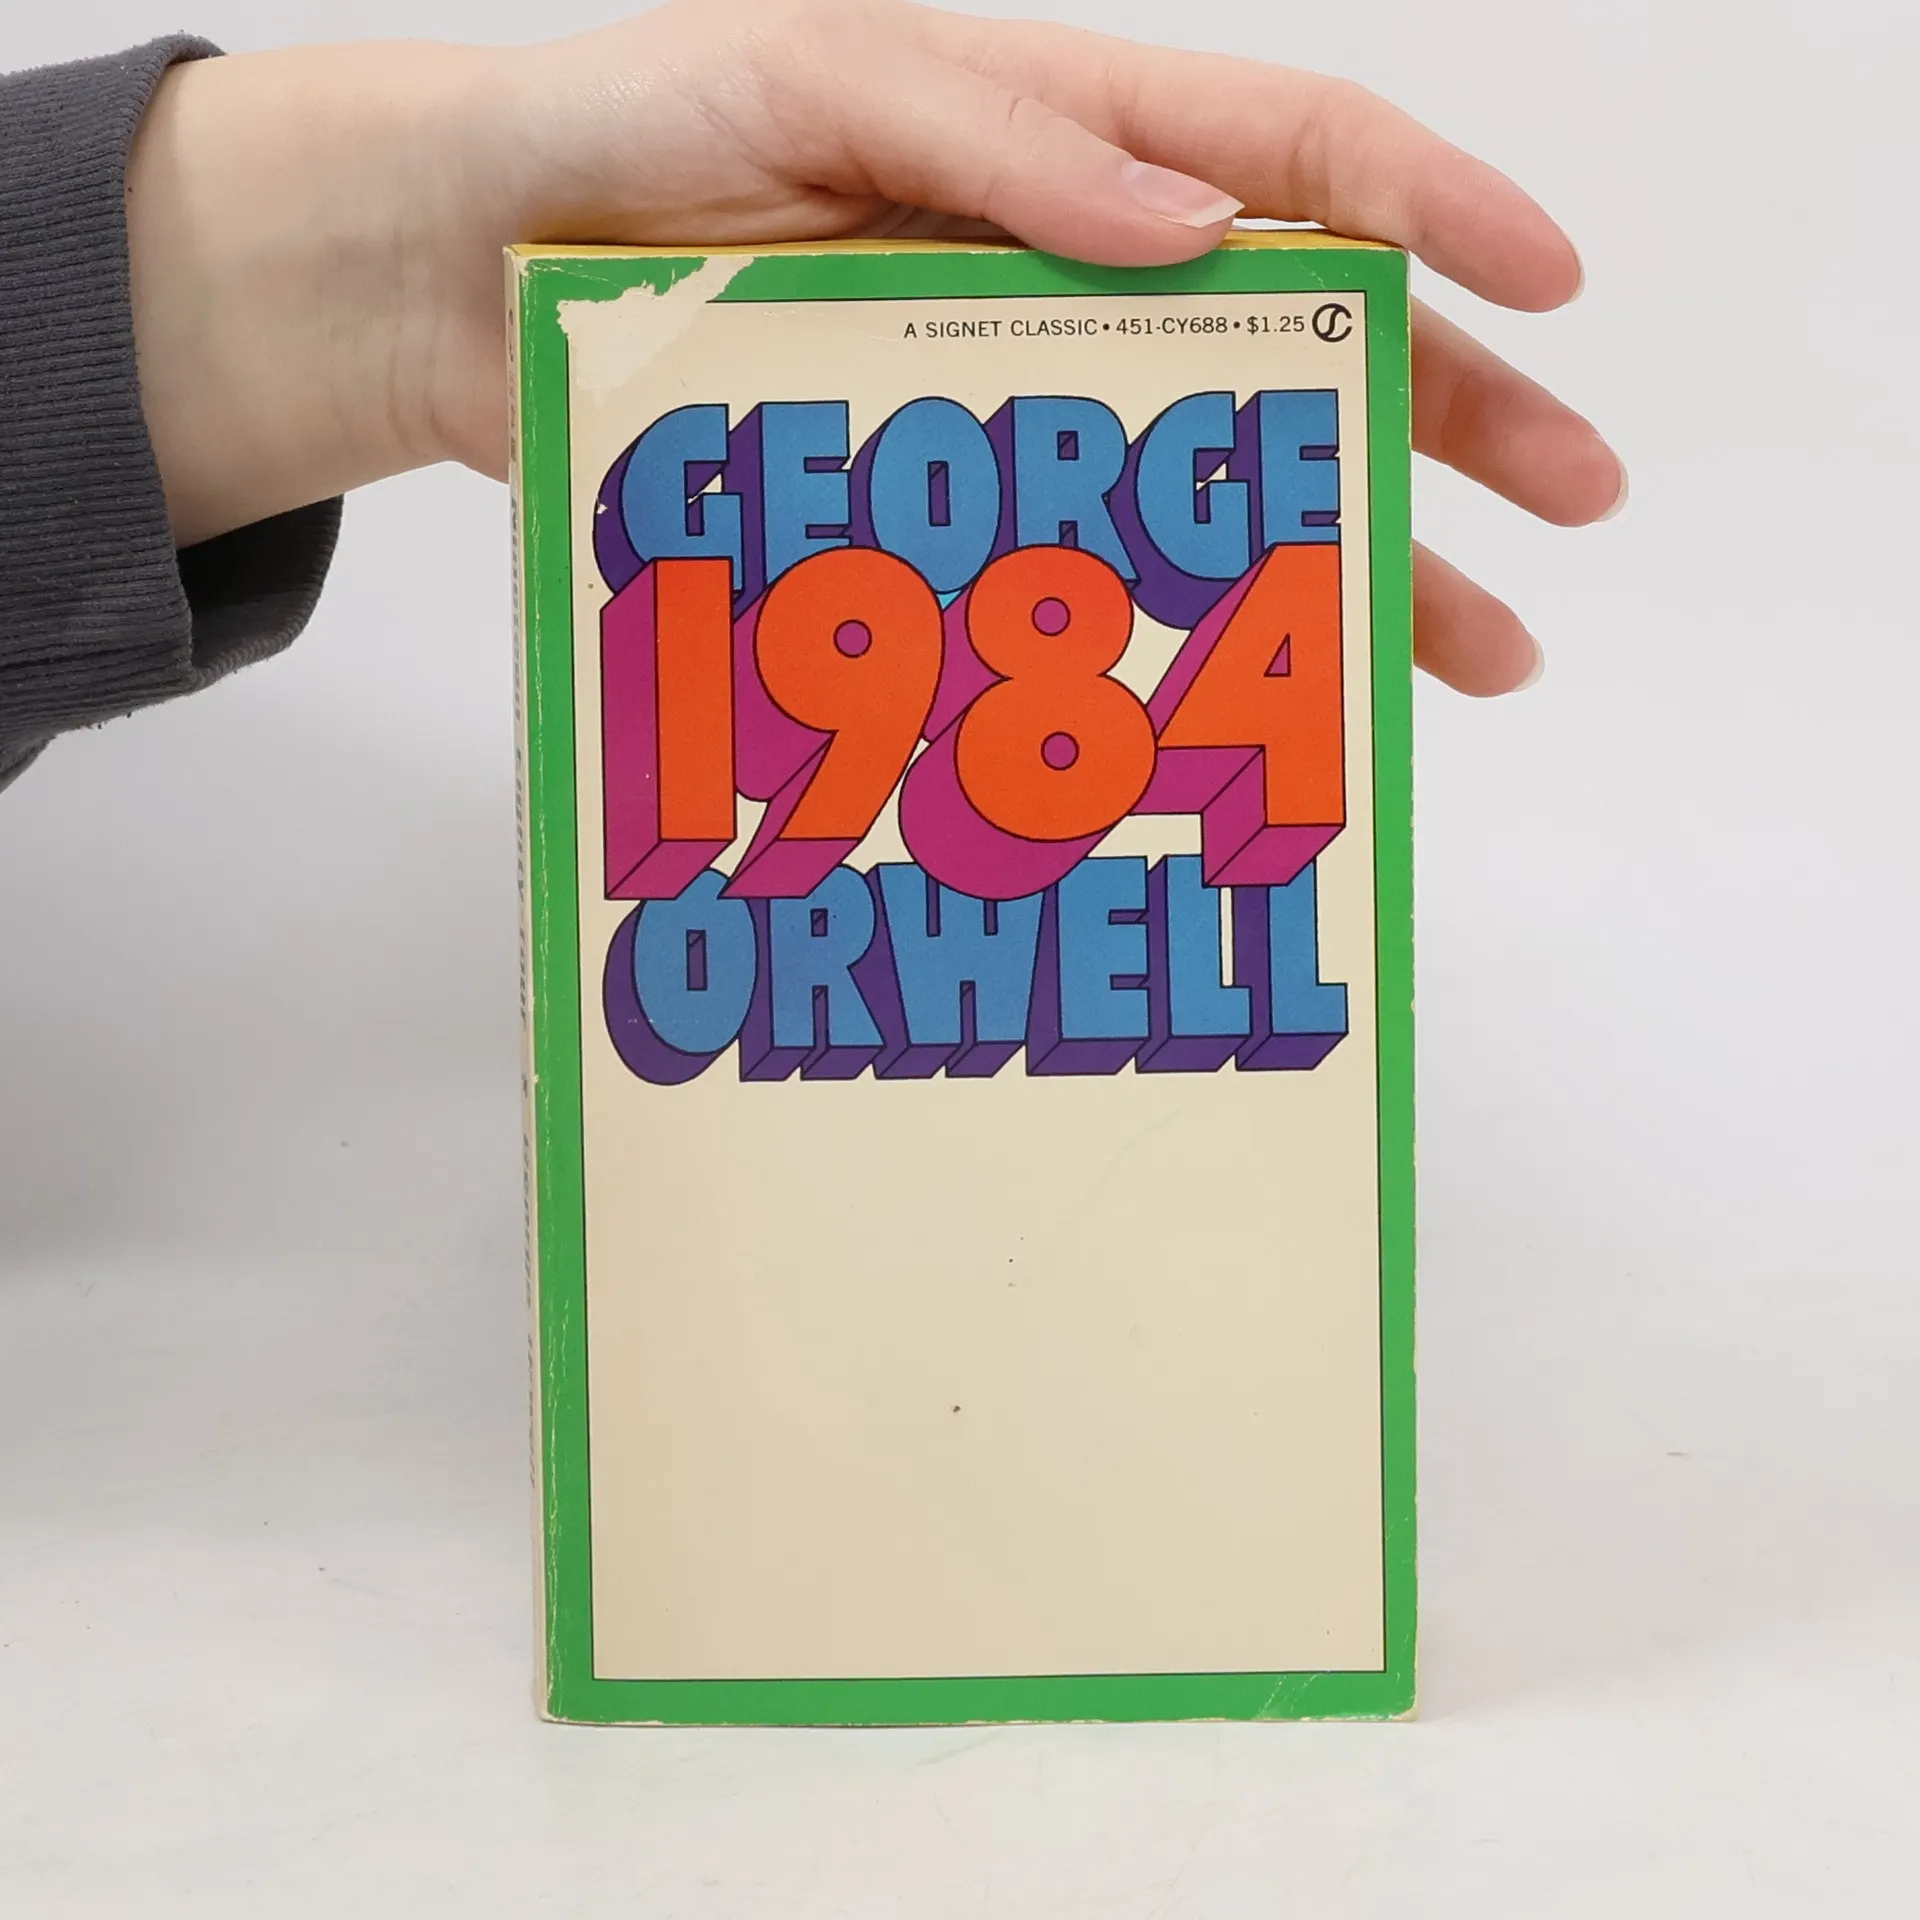 A SIGNET CLASSIC • 451-CY688 • $1.25
GEORGE
1984
ORWELL